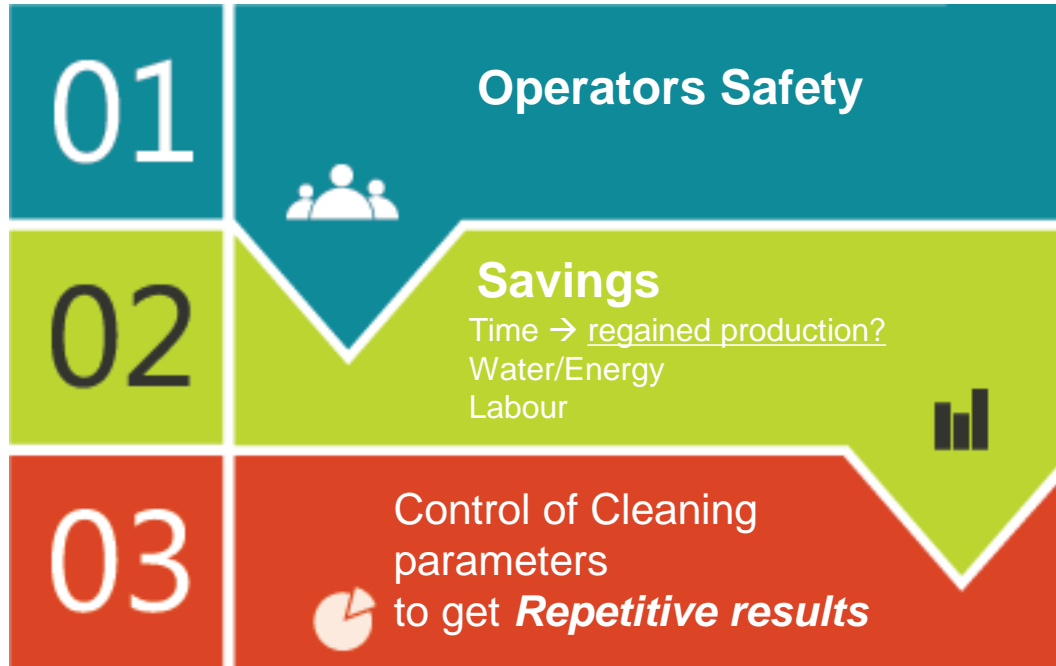 01
Operators Safety
02
Savings
Time → regained production?
Water/Energy
Labour
03
Control of Cleaning
parameters
to get Repetitive results